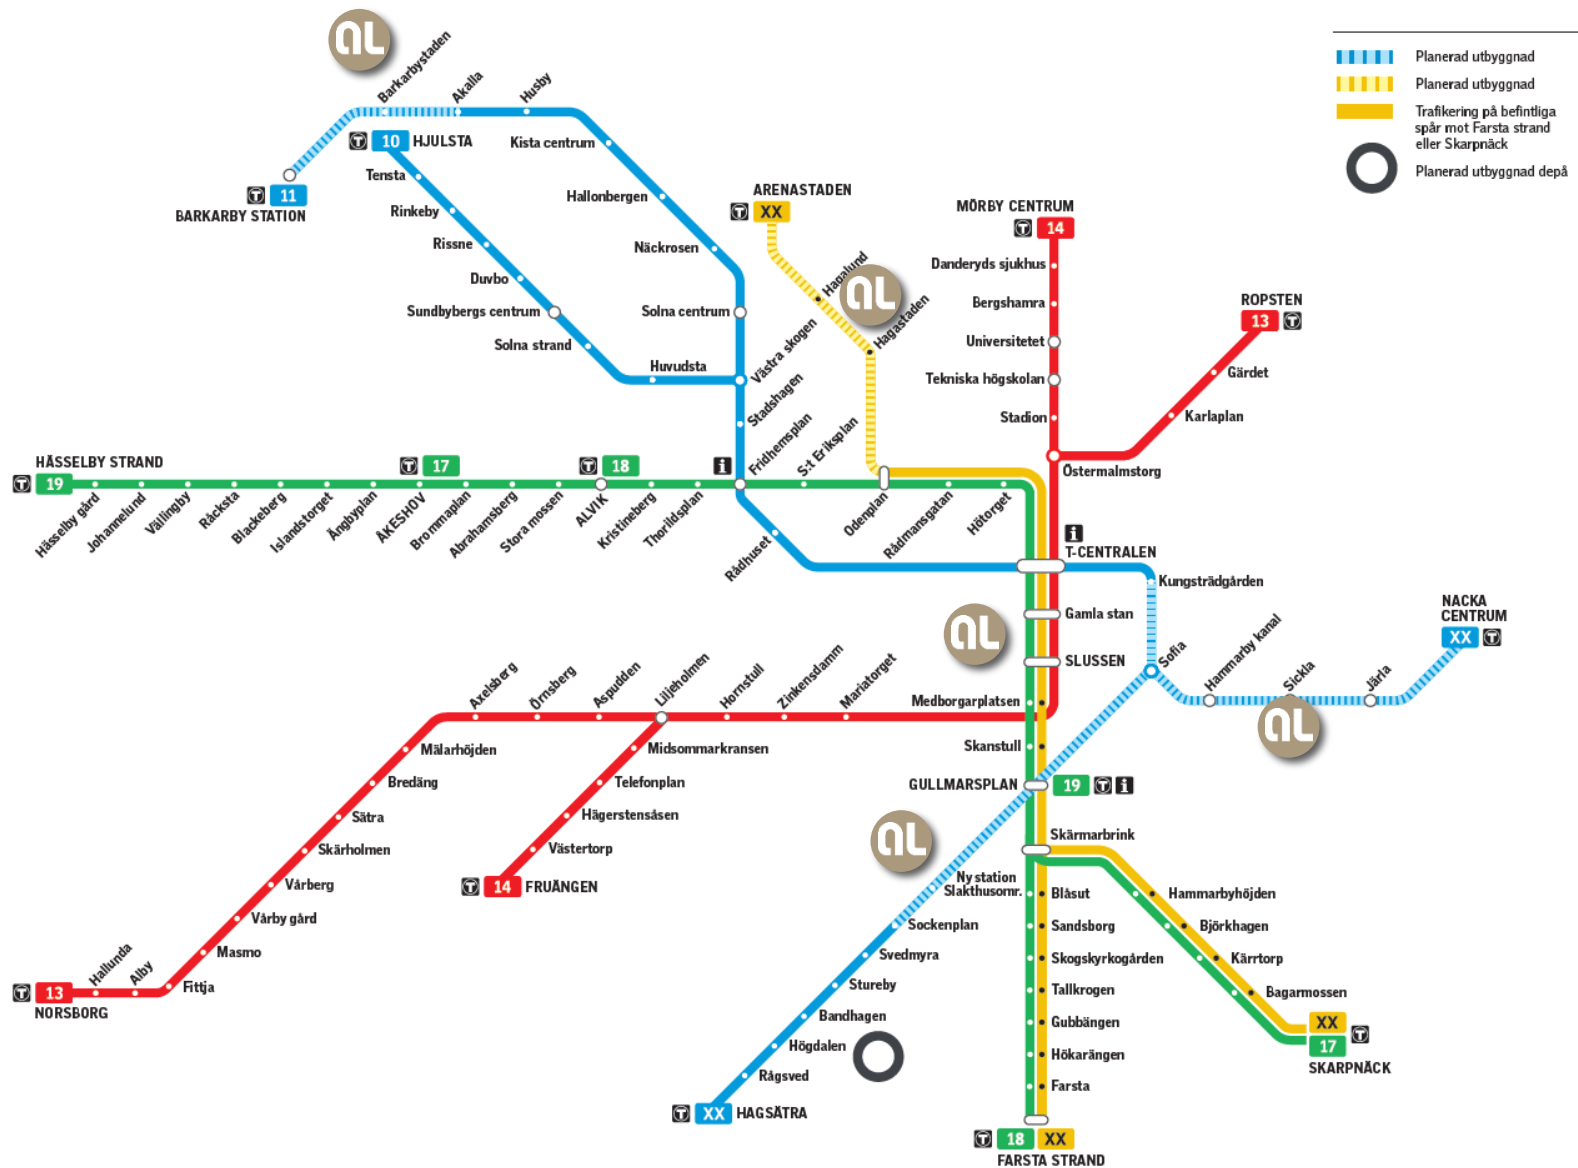 aL
Barkarbystaden
Akalla
Husby
Planerad utbyggnad
Planerad utbyggnad
Trafikering på befintliga
spår mot Farsta strand
eller Skarpnäck
Planerad utbyggnad depå
T 10 HJULSTA
Kista centrum
Tensta
T 11
BARKARBY STATION
Hallonbergen
Rinkeby
Rissne
Näckrosen
Duvbo
Sundbybergs centrum
Solna centrum
Solna strand
Huvudsta
Västra skogen
Stadshagen
Fridhemsplan
S:t Eriksplan
ARENASTADEN
T XX
Hagalund
aL
Hagastaden
MÖRBY CENTRUM
T 14
Danderyds sjukhus
Bergshamra
Universitetet
Tekniska högskolan
Stadion
ROPSTEN
13 T
Gärdet
Karlaplan
Östermalmstorg
HÄSSELBY STRAND
T 19
T 17
T 18
i
Hässelby gård
Johannelund
Vällingby
Råcksta
Blackeberg
Islandstorget
Ängbyplan
ÅKESHOV
Brommaplan
Abrahamsberg
Stora mossen
ALVIK
Kristineberg
Thorildsplan
Rådhuset
Odenplan
Rådmansgatan
Hötorget
i
T-CENTRALEN
Kungsträdgården
Gamla stan
aL
SLUSSEN
Sofia
Hammarby kanal
Sickla
Järla
NACKA
CENTRUM
XX T
aL
Axelsberg
Örnsberg
Aspudden
Liljeholmen
Hornstull
Zinkensdamm
Mariatorget
Medborgarplatsen
Skanstull
GULLMARSPLAN
19 T i
Mälarhöjden
Bredäng
Sätra
Skärholmen
Vårberg
Vårby gård
Masmo
Fittja
Alby
Hallunda
T 13
NORSBORG
Midsommarkransen
Telefonplan
Hägerstensåsen
Västertorp
T 14 FRUÄNGEN
aL
Skärmarbrink
Ny station
Slakthusomr.
Sockenplan
Svedmyra
Stureby
Bandhagen
Högdalen
Rågsved
T XX HAGSÄTRA
Blåsut
Sandsborg
Skogskyrkogården
Tallkrogen
Gubbängen
Hökarängen
Farsta
T 18 XX
FARSTA STRAND
Hammarbyhöjden
Björkhagen
Kärrtorp
Bagarmossen
XX
17 T
SKARPNÄCK